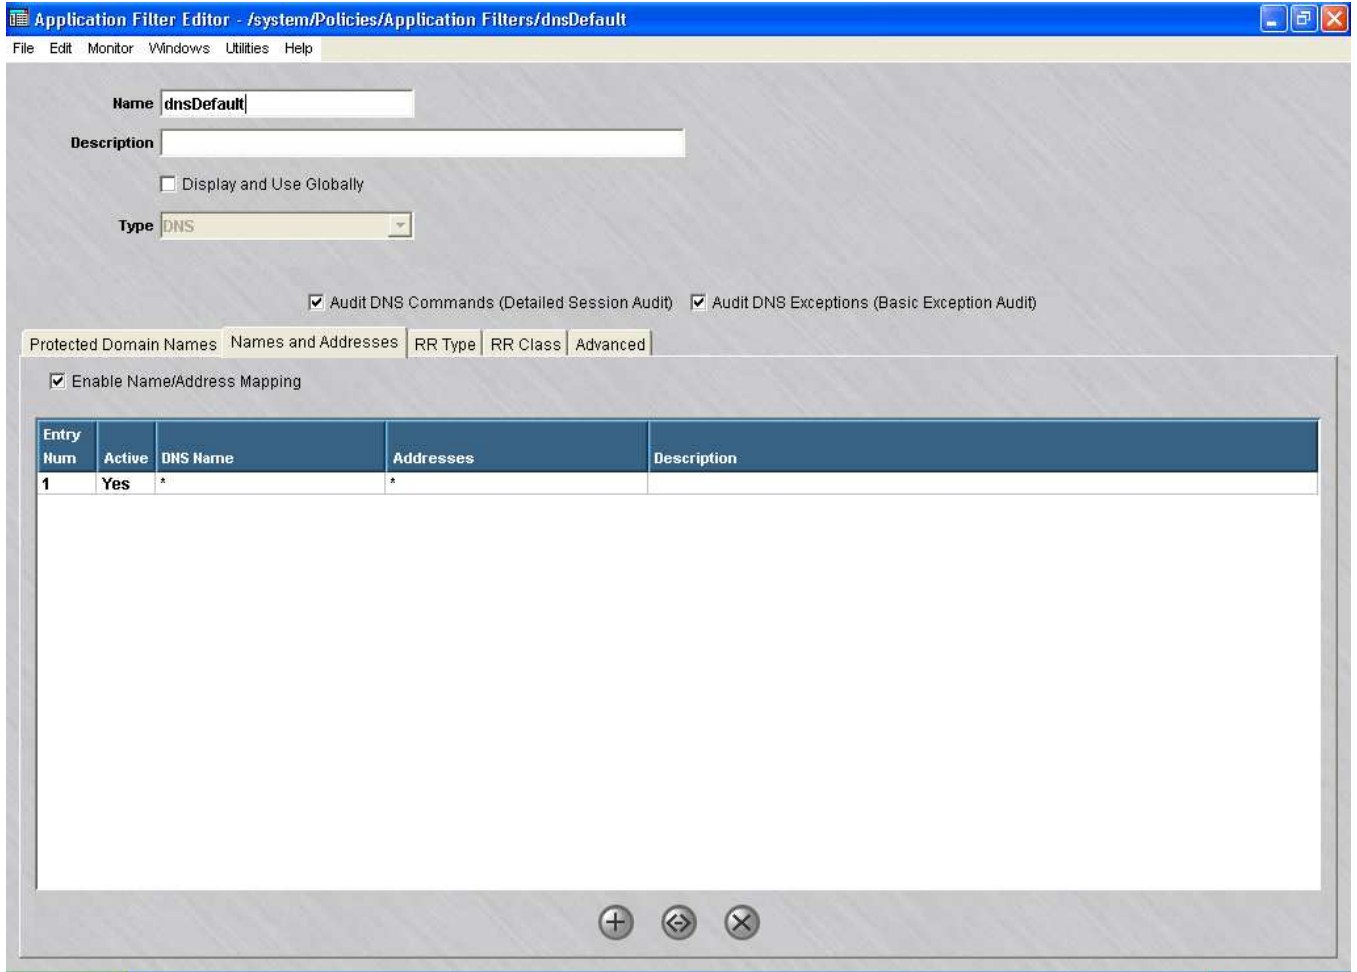 Application Filter Editor - /system/Policies/Application Filters/dnsDefault
File Edit Monitor Windows Utilities Help
Name dnsDefault
Description
Display and Use Globally
Type DNS
Audit DNS Commands (Detailed Session Audit) Audit DNS Exceptions (Basic Exception Audit)
Protected Domain Names Names and Addresses RR Type RR Class Advanced
Enable Name/Address Mapping
Entry
Num Active DNS Name Addresses Description
1 Yes * *